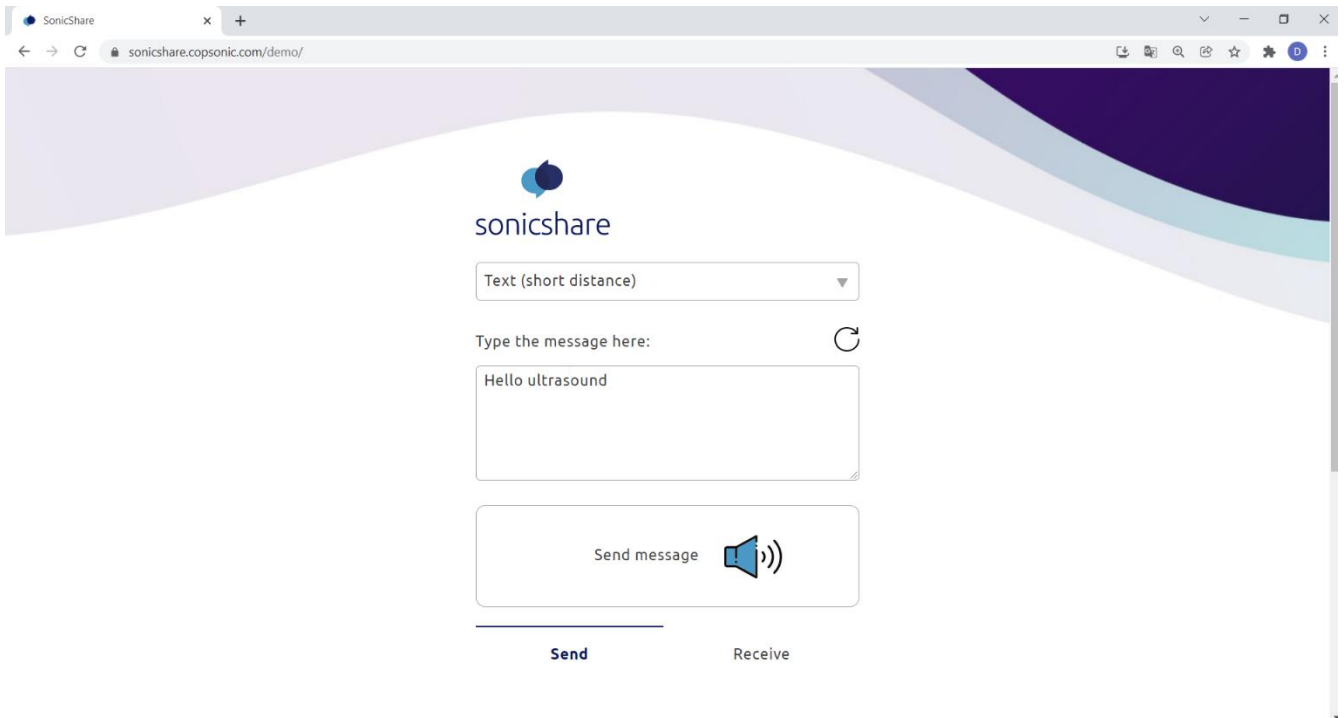 SonicShare
sonicshare.copsonic.com/demo/
D
sonicshare
Text (short distance)
Type the message here:
Hello ultrasound
Send message
Send
Receive